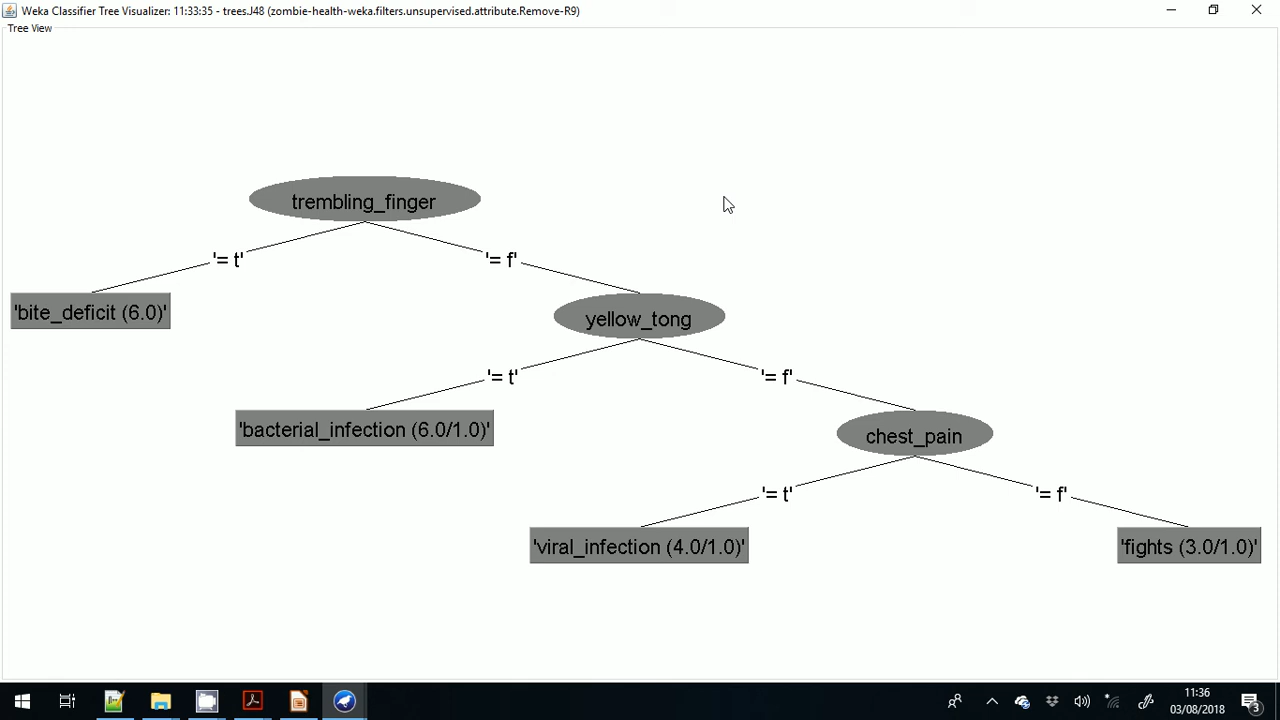 Weka Classifier Tree Visualizer: 11:33:35 - trees.J48 (zombie-health-weka.filters.unsupervised.attribute.Remove-R9)
Tree View
trembling_finger
'= t'
'= f'
'bite_deficit (6.0)'
yellow_tong
'= t'
'= f'
'bacterial_infection (6.0/1.0)'
chest_pain
'= t'
'= f'
'viral_infection (4.0/1.0)'
'fights (3.0/1.0)'
11:36
03/08/2018
3